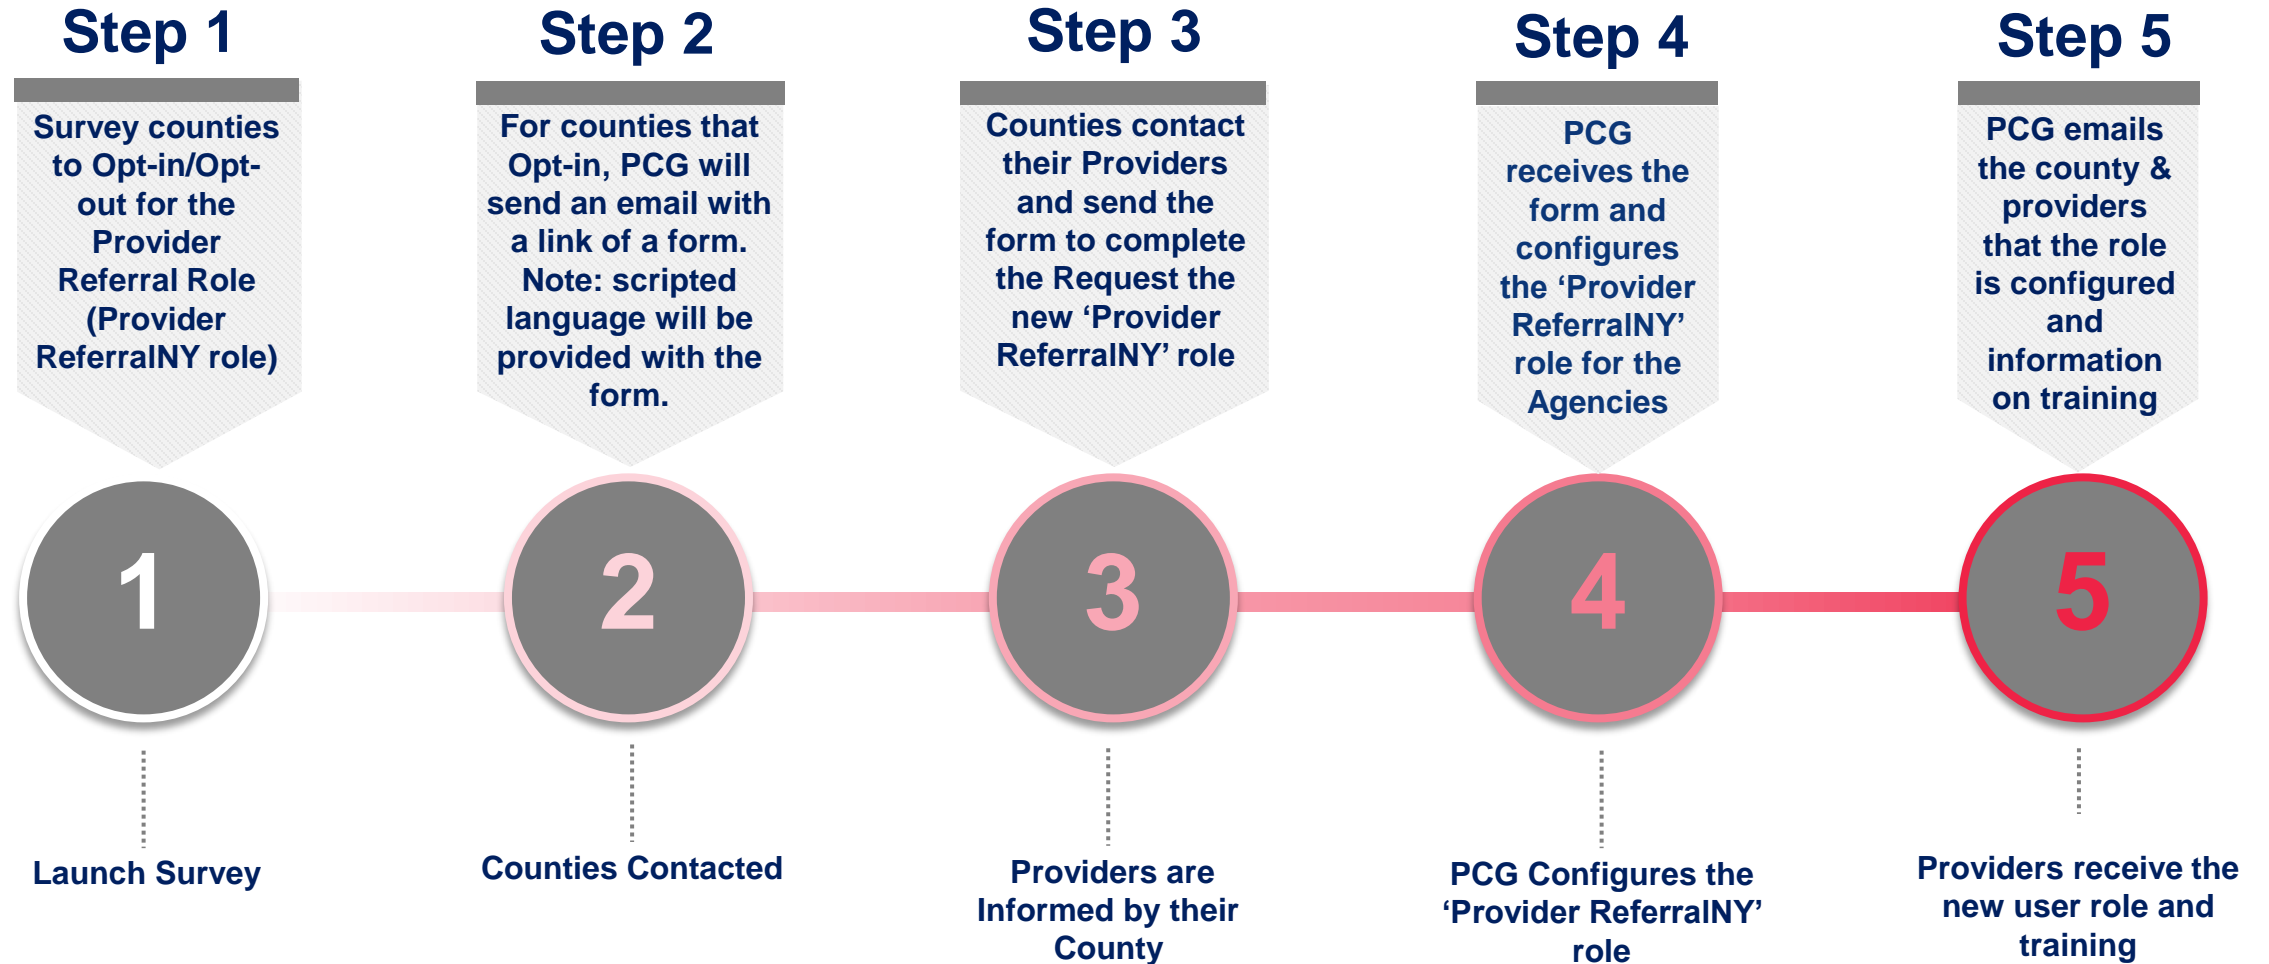 Step 1
Survey counties
to Opt-in/Opt-
out for the
Provider
Referral Role
(Provider
ReferralNY role)
1
Launch Survey
Step 2
For counties that
Opt-in, PCG will
send an email with
a link of a form.
Note: scripted
language will be
provided with the
form.
2
Counties Contacted
Step 3
Counties contact
their Providers
and send the
form to complete
the Request the
new ‘Provider
ReferralNY’ role
3
Providers are
Informed by their
County
Step 4
PCG
receives the
form and
configures
the ‘Provider
ReferralNY’
role for the
Agencies
4
PCG Configures the
‘Provider ReferralNY’
role
Step 5
PCG emails
the county &
providers
that the role
is configured
and
information
on training
5
Providers receive the
new user role and
training